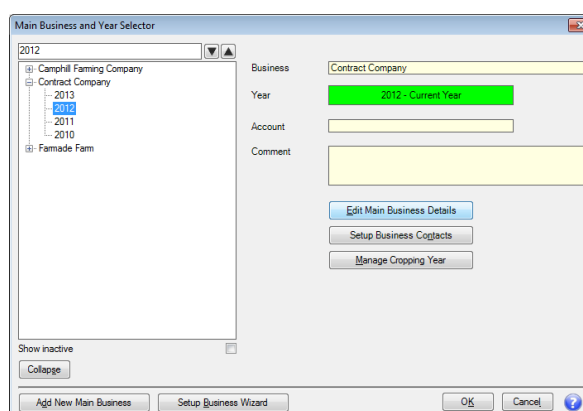 Main Business and Year Selector
2012
Camphill Farming Company
Contract Company
2013
2012
2011
2010
Farmade Farm
Show inactive
Collapse
Business
Contract Company
Year
2012 - Current Year
Account
Comment
Edit Main Business Details
Setup Business Contacts
Manage Cropping Year
Add New Main Business
Setup Business Wizard
OK
Cancel
?